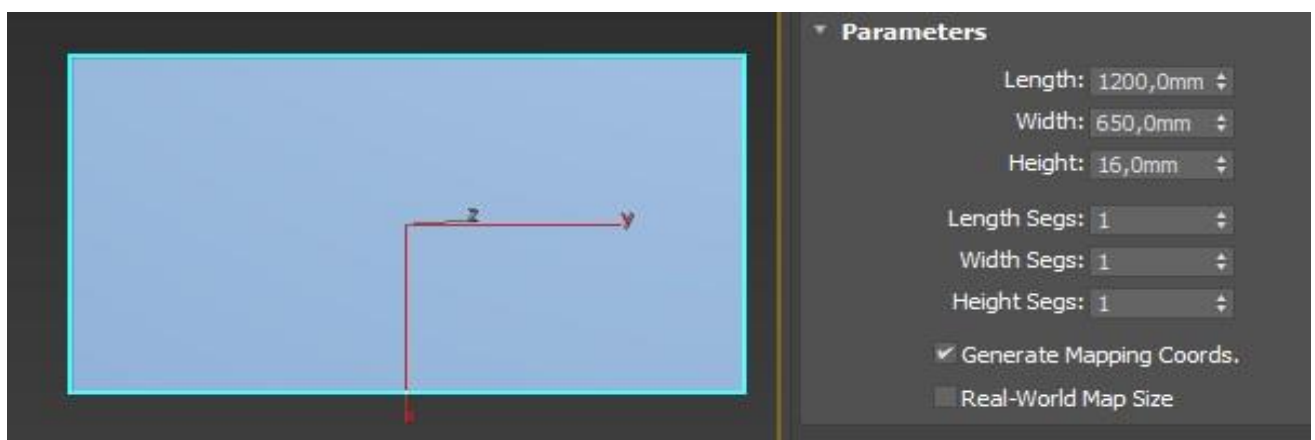 Parameters
Length: 1200,0mm
Width: 650,0mm
Height: 16,0mm
Length Segs: 1
Width Segs: 1
Height Segs: 1
Generate Mapping Coords.
Real-World Map Size
z
y
x